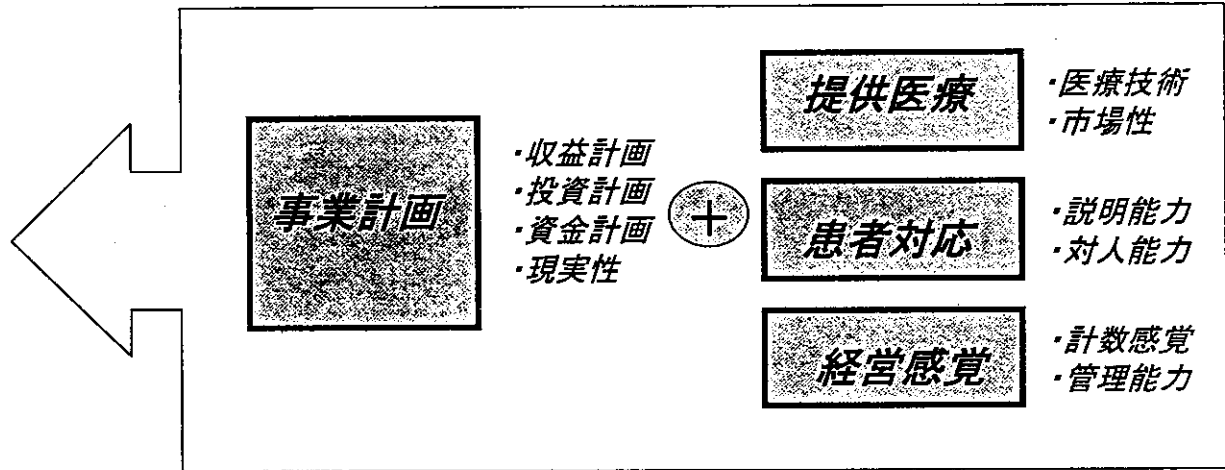 事業計画
・収益計画
・投資計画
・資金計画
・現実性
+
提供医療
・医療技術
・市場性
患者対応
・説明能力
・対人能力
経営感覚
・計数感覚
・管理能力